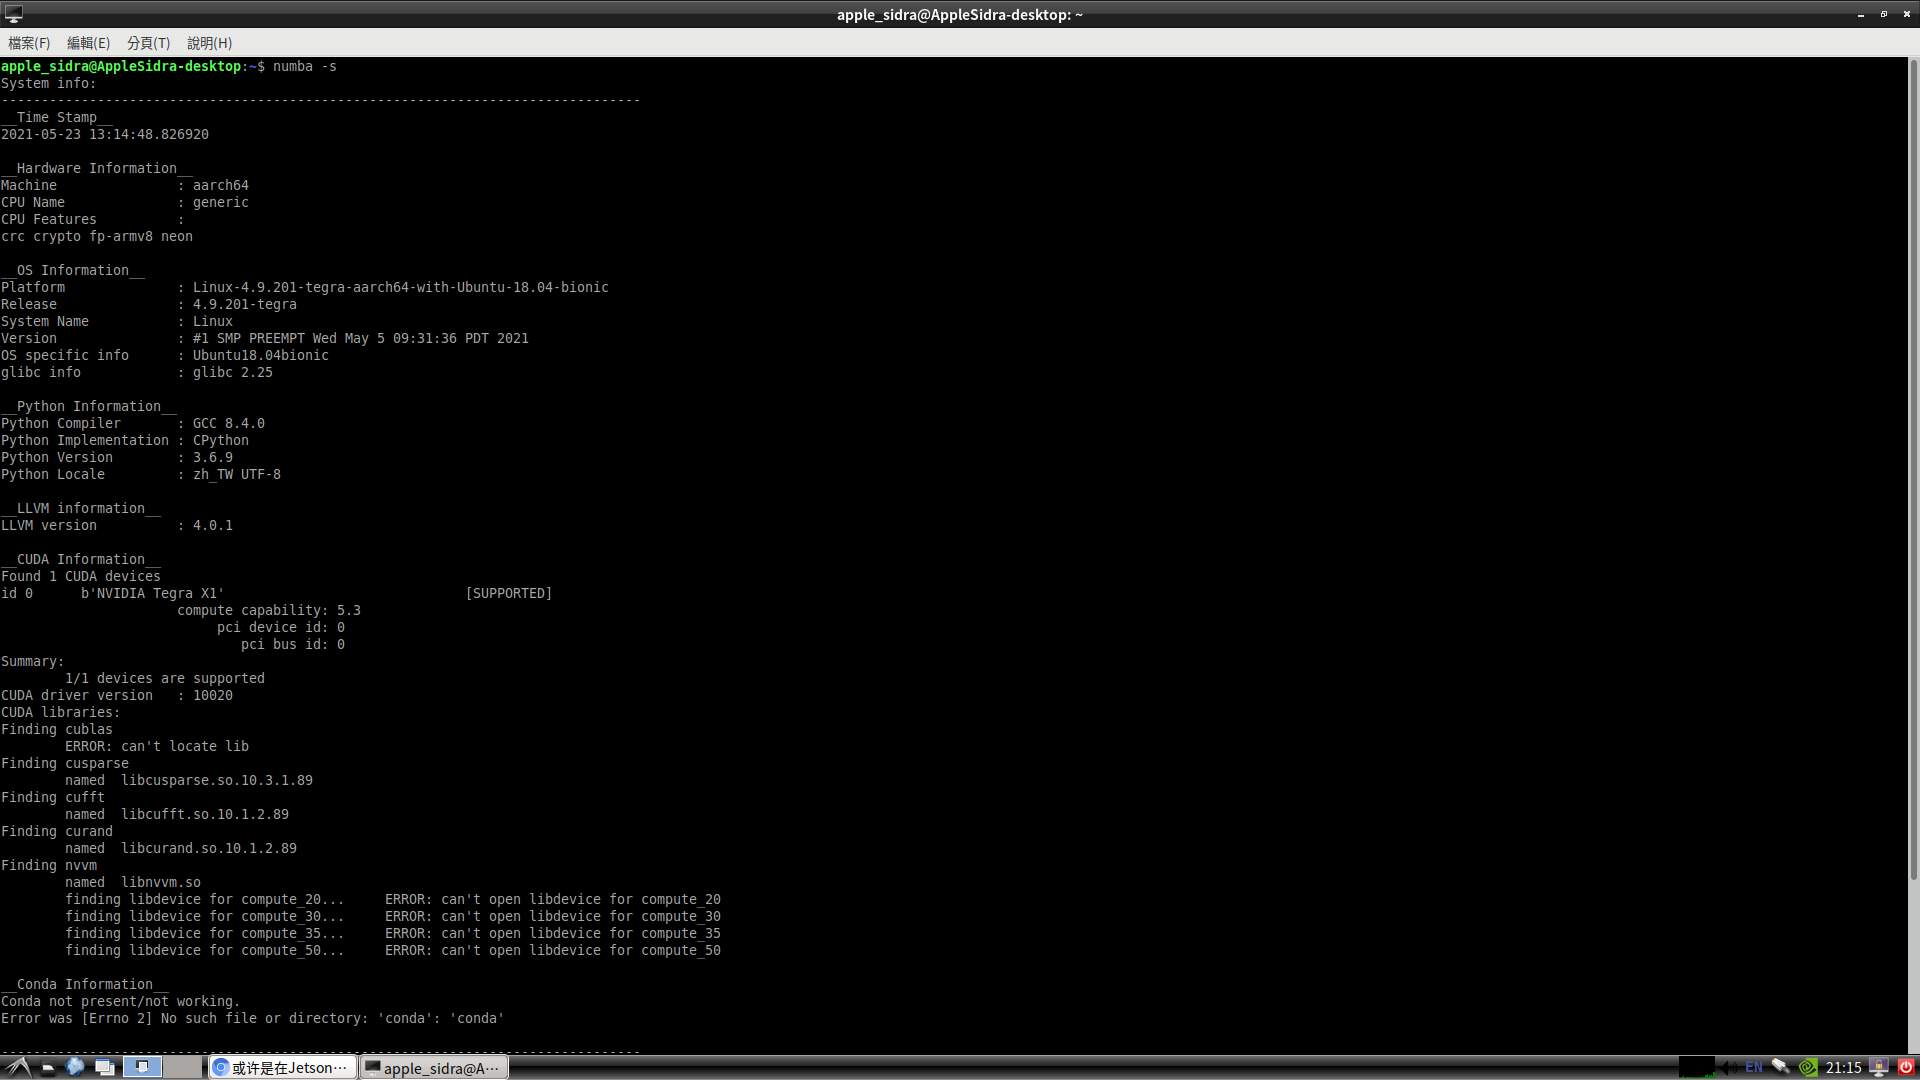 apple_sidra@AppleSidra-desktop: ~
檔案(F) 編輯(E) 分頁(T) 說明(H)
apple_sidra@AppleSidra-desktop:~$ numba -s
System info:
--------------------------------------------------------------------------------
__Time Stamp__
2021-05-23 13:14:48.826920
__Hardware Information__
Machine : aarch64
CPU Name : generic
CPU Features :
crc crypto fp-armv8 neon
__OS Information__
Platform : Linux-4.9.201-tegra-aarch64-with-Ubuntu-18.04-bionic
Release : 4.9.201-tegra
System Name : Linux
Version : #1 SMP PREEMPT Wed May 5 09:31:36 PDT 2021
OS specific info : Ubuntu18.04bionic
glibc info : glibc 2.25
__Python Information__
Python Compiler : GCC 8.4.0
Python Implementation : CPython
Python Version : 3.6.9
Python Locale : zh_TW UTF-8
__LLVM information__
LLVM version : 4.0.1
__CUDA Information__
Found 1 CUDA devices
id 0 b'NVIDIA Tegra X1' [SUPPORTED]
compute capability: 5.3
pci device id: 0
pci bus id: 0
Summary:
1/1 devices are supported
CUDA driver version : 10020
CUDA libraries:
Finding cublas
ERROR: can't locate lib
Finding cusparse
named libcusparse.so.10.3.1.89
Finding cufft
named libcufft.so.10.1.2.89
Finding curand
named libcurand.so.10.1.2.89
Finding nvvm
named libnvvm.so
finding libdevice for compute_20... ERROR: can't open libdevice for compute_20
finding libdevice for compute_30... ERROR: can't open libdevice for compute_30
finding libdevice for compute_35... ERROR: can't open libdevice for compute_35
finding libdevice for compute_50... ERROR: can't open libdevice for compute_50
__Conda Information__
Conda not present/not working.
Error was [Errno 2] No such file or directory: 'conda': 'conda'
--------------------------------------------------------------------------------
或许是在Jetson⋯ apple_sidra@A⋯ EN 21:15